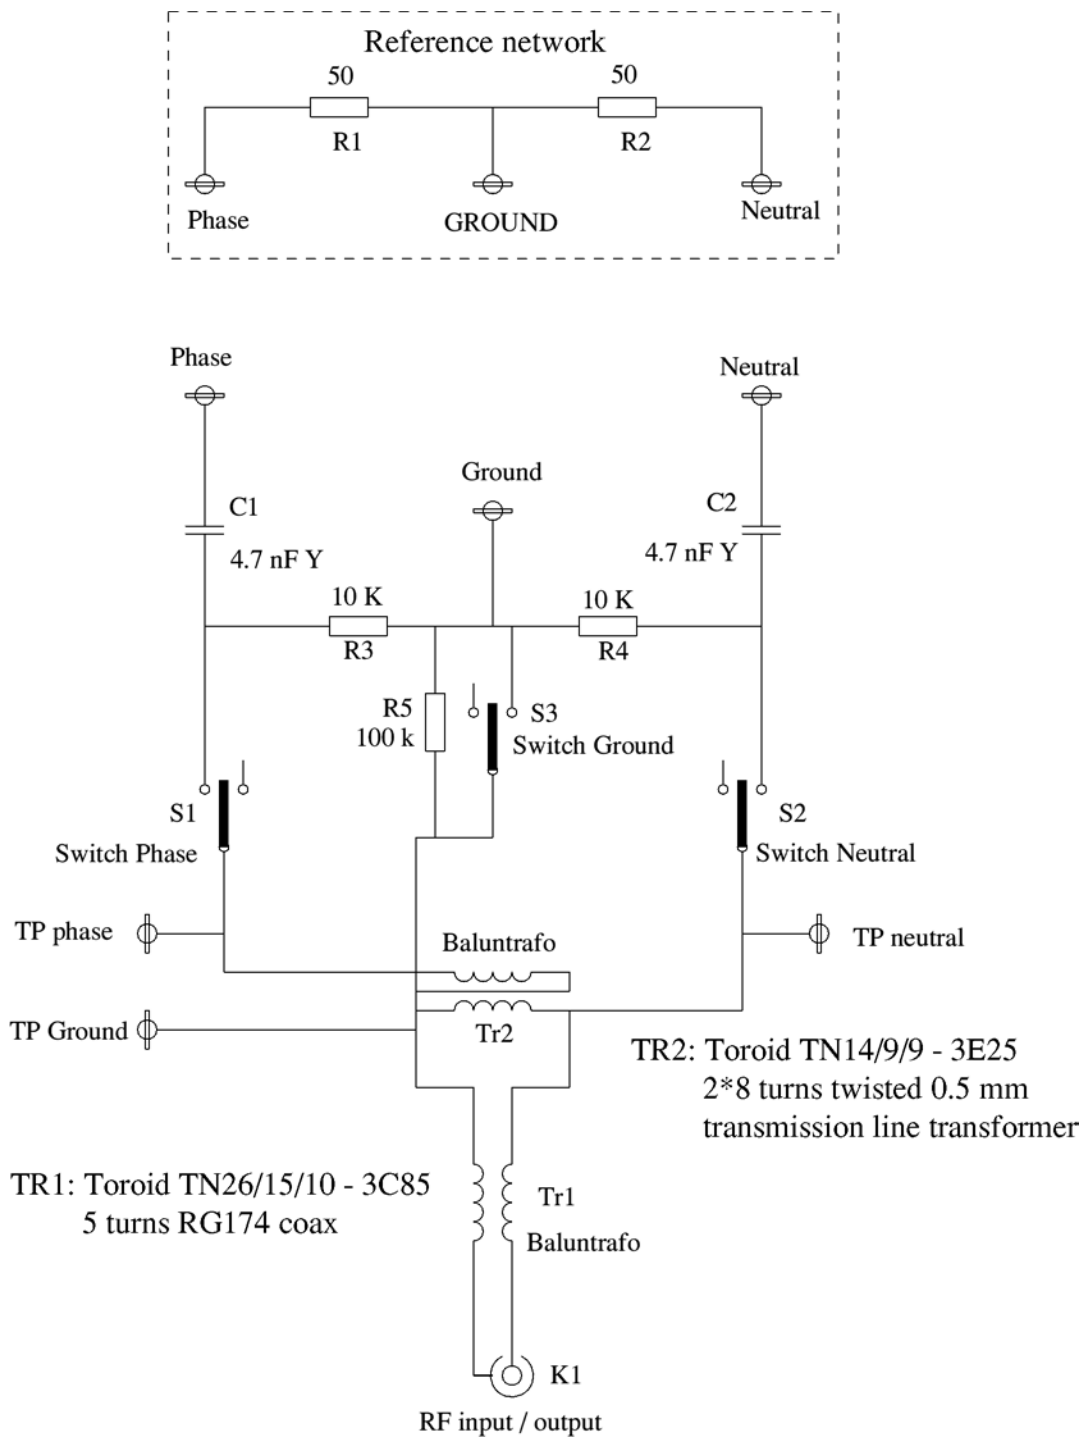 Reference network
50
50
R1
R2
Phase
GROUND
Neutral
Phase
Neutral
Ground
C1
C2
4.7 nF Y
4.7 nF Y
10 K
10 K
R3
R4
R5
100 k
S3
Switch Ground
S1
S2
Switch Phase
Switch Neutral
TP phase
TP neutral
Baluntrafo
TP Ground
Tr2
TR2: Toroid TN14/9/9 - 3E25
2*8 turns twisted 0.5 mm
transmission line transformer
TR1: Toroid TN26/15/10 - 3C85
5 turns RG174 coax
Tr1
Baluntrafo
K1
RF input / output